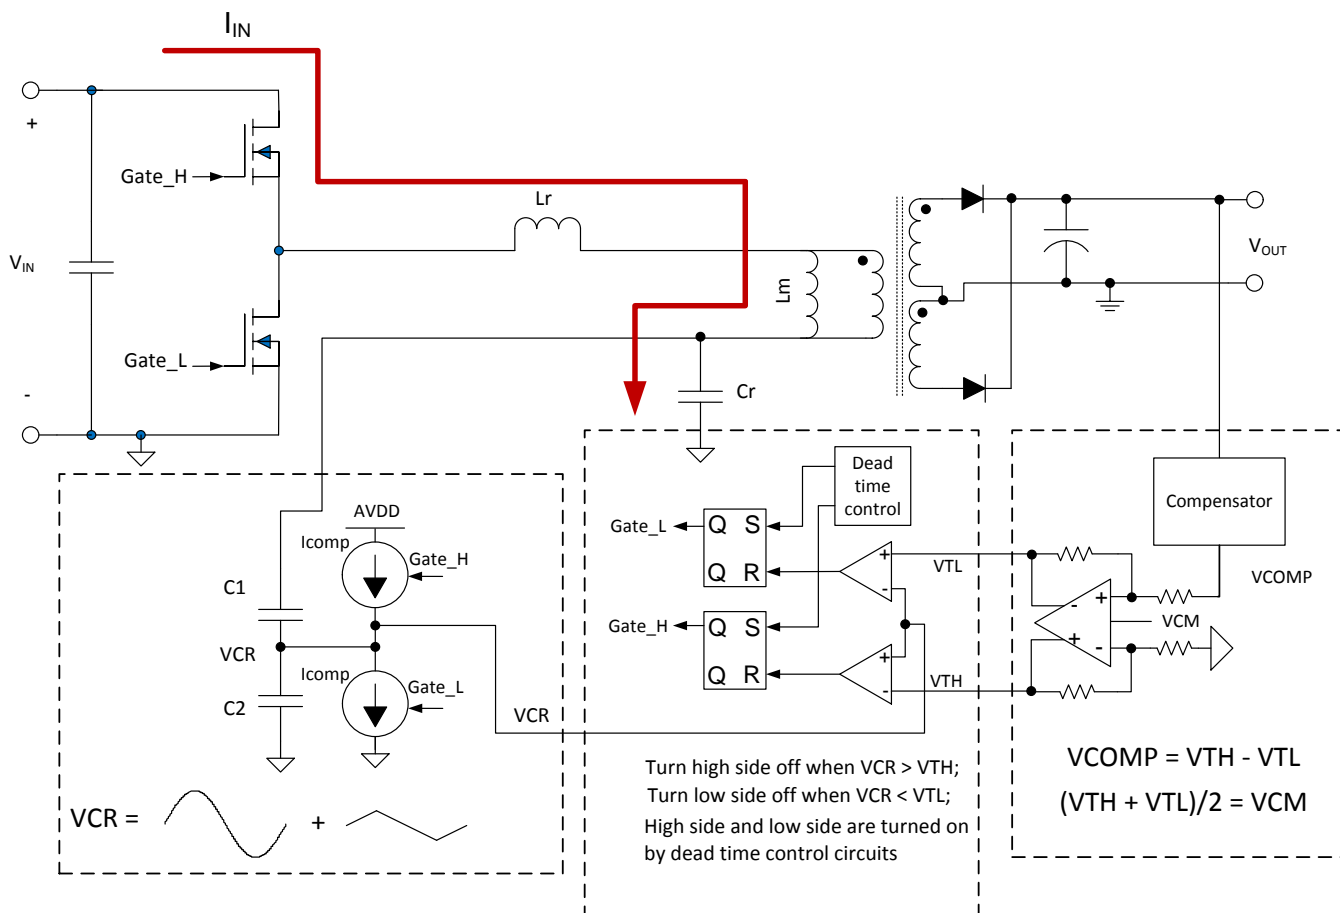 I_IN
+
Gate_H
Lr
V_IN
Lm
V_OUT
Gate_L
-
Cr
Dead
time
control
Compensator
AVDD
Icomp
Gate_H
Gate_L
Q S
Q R
+
-
VTL
VCOMP
C1
+
-
VCM
+
-
Gate_H
Q S
Q R
+
-
VTH
VCR
Icomp
Gate_L
C2
VCR
Turn high side off when VCR > VTH;
Turn low side off when VCR < VTL;
High side and low side are turned on
by dead time control circuits
VCOMP = VTH - VTL
(VTH + VTL)/2 = VCM
VCR =
+